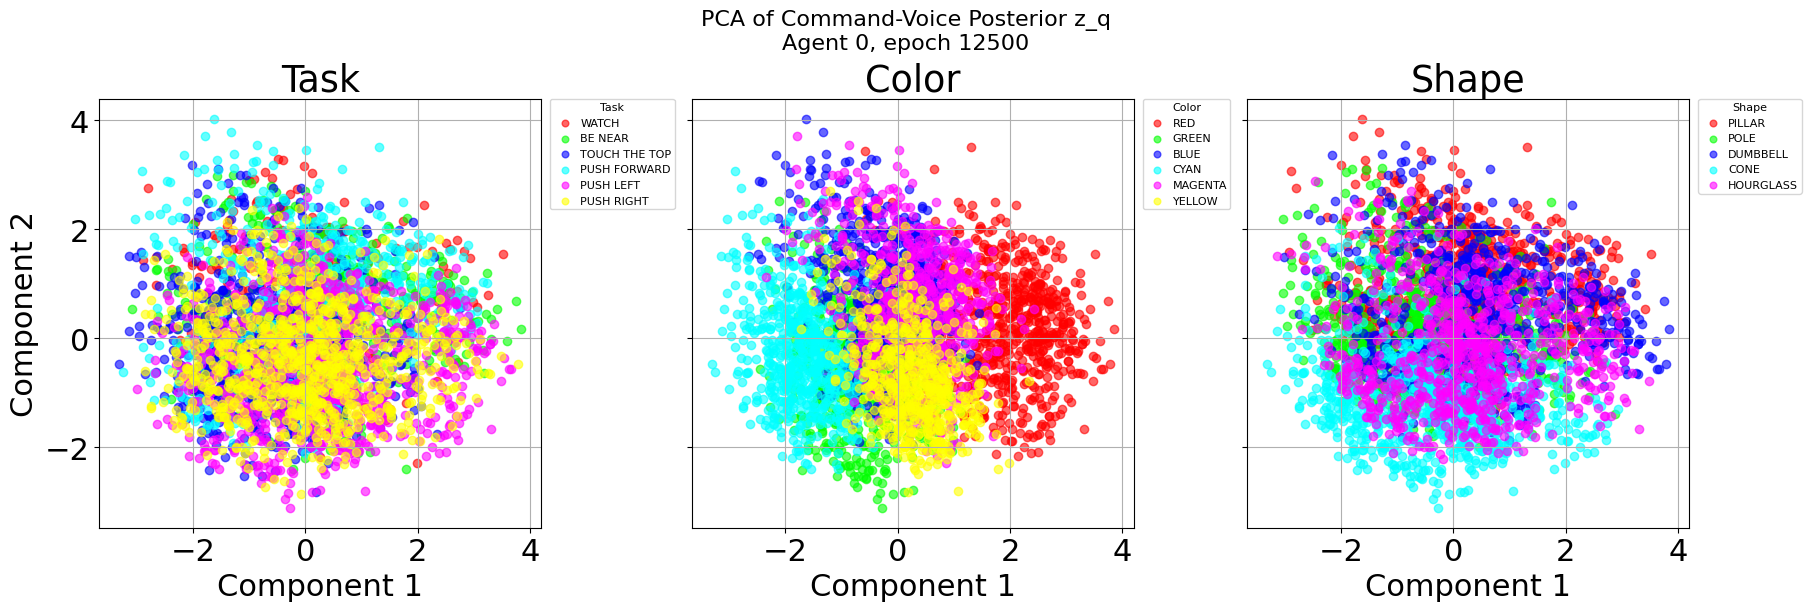 PCA of Command-Voice Posterior z_q
Agent 0, epoch 12500
Task
Component 2
4
2
0
−2
−2
0
2
4
Component 1
Task
WATCH
BE NEAR
TOUCH THE TOP
PUSH FORWARD
PUSH LEFT
PUSH RIGHT
Color
−2
0
2
4
Component 1
Color
RED
GREEN
BLUE
CYAN
MAGENTA
YELLOW
Shape
−2
0
2
4
Component 1
Shape
PILLAR
POLE
DUMBBELL
CONE
HOURGLASS